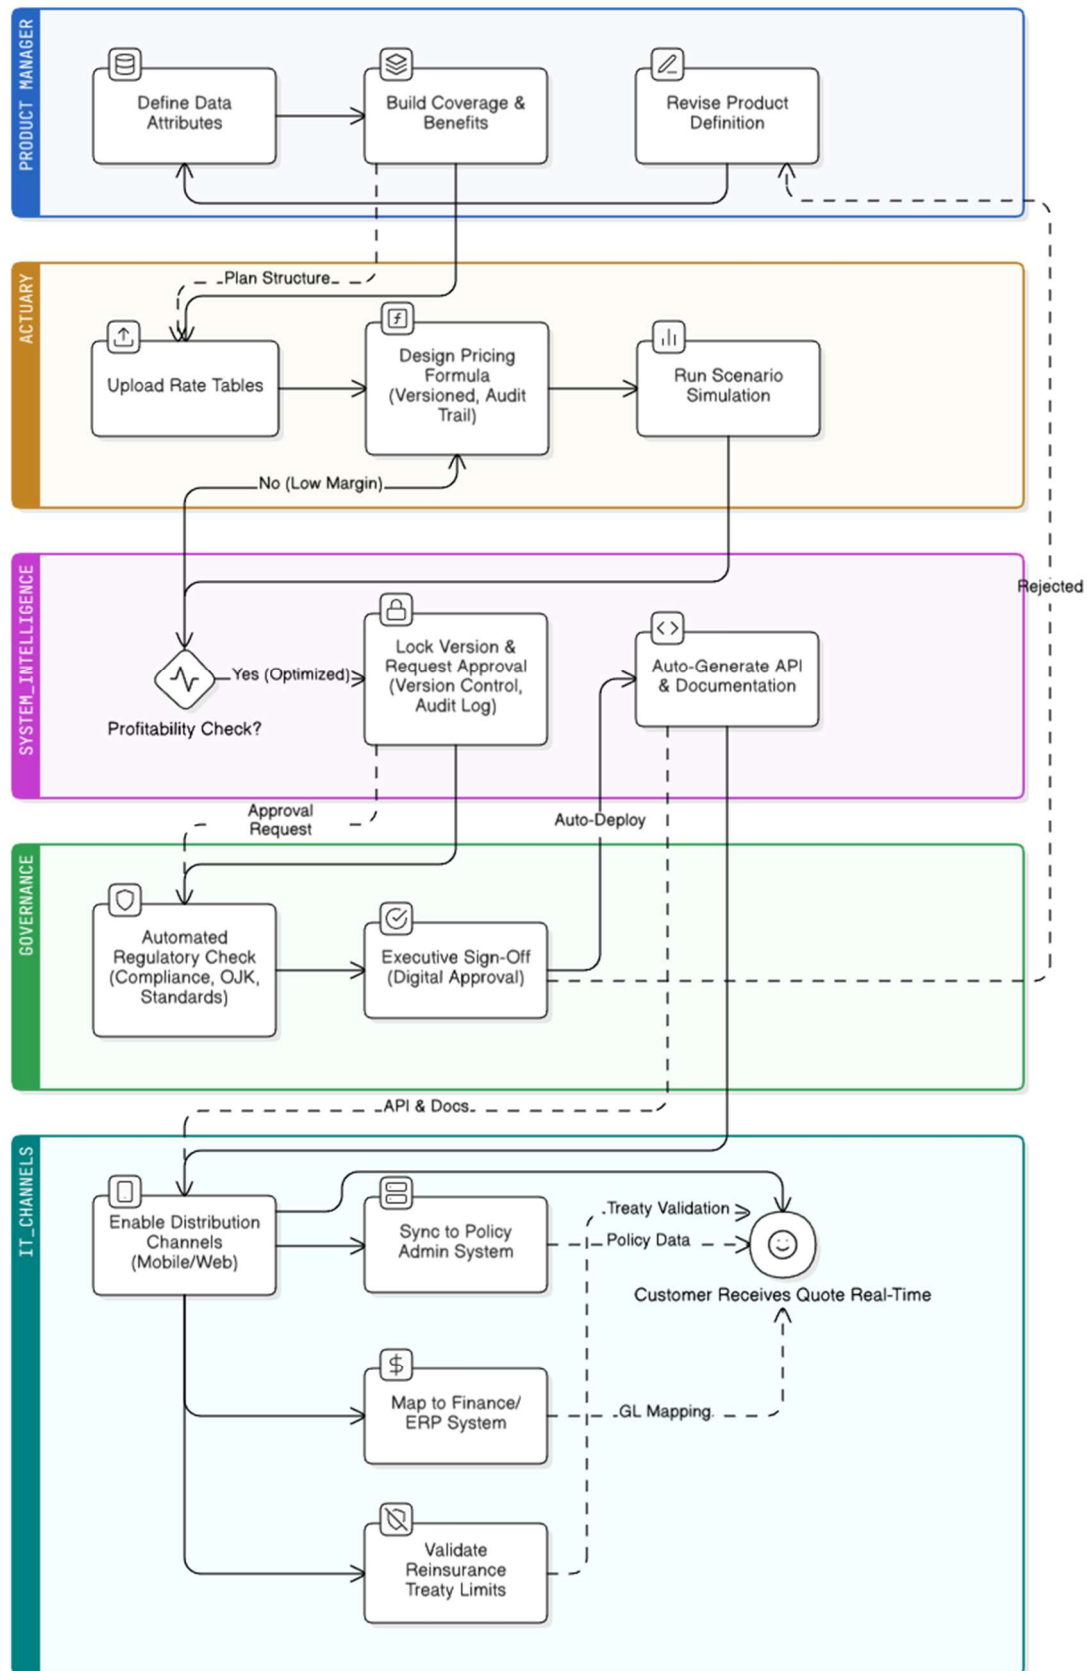 PRODUCT MANAGER
Define Data
Attributes
Build Coverage &
Benefits
Revise Product
Definition
ACTUARY
Plan Structure
Upload Rate Tables
Design Pricing
Formula
(Versioned, Audit
Trail)
Run Scenario
Simulation
No (Low Margin)
SYSTEM_INTELLIGENCE
Rejected
Lock Version &
Request Approval
(Version Control,
Audit Log)
Auto-Generate API
& Documentation
Yes (Optimized)
Profitability Check?
Approval
Request
Auto-Deploy
GOVERNANCE
Automated
Regulatory Check
(Compliance, OJK,
Standards)
Executive Sign-Off
(Digital Approval)
API & Docs
IT_CHANNELS
Enable Distribution
Channels
(Mobile/Web)
Sync to Policy
Admin System
Treaty Validation
Policy Data
Customer Receives Quote Real-Time
Map to Finance/
ERP System
GL Mapping
Validate
Reinsurance
Treaty Limits